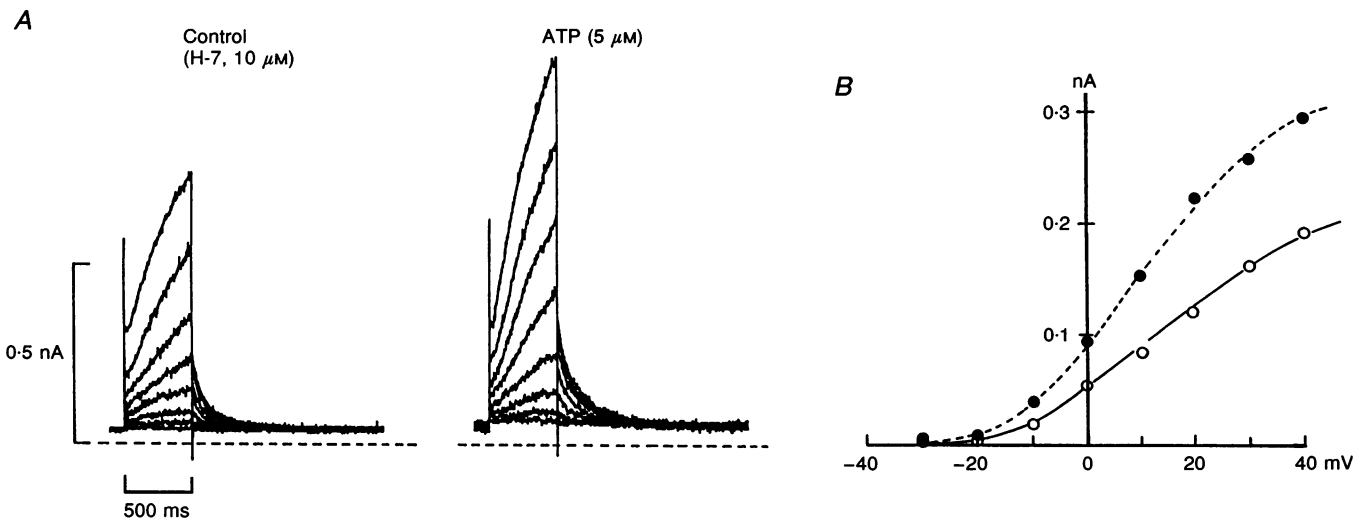 A
Control
(H-7, 10 μM)
ATP (5 μM)
0·5 nA
500 ms
B
nA
0·3
0·2
0·1
−40
−20
0
20
40 mV